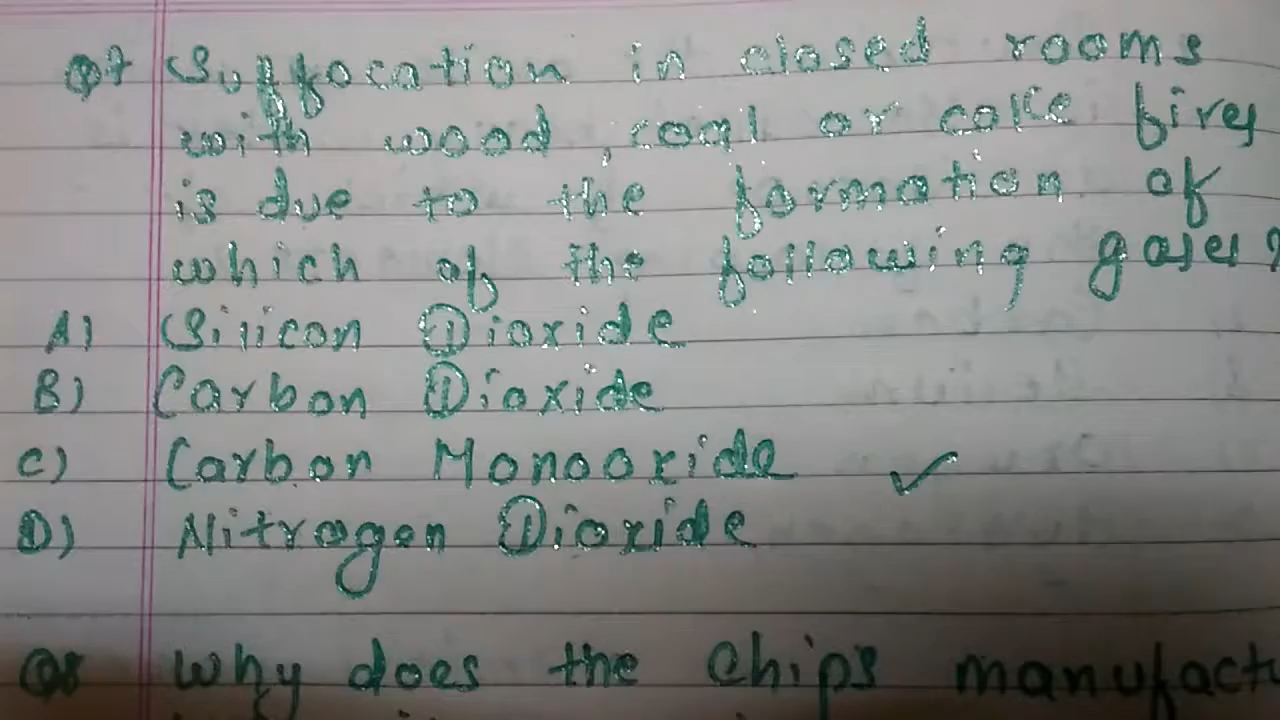 Q7 Suffocation in closed rooms
with wood, coal or coke fires
is due to the formation of
which of the following gases?
A) Silicon Dioxide
B) Carbon Dioxide
C) Carbon Monooxide ✓
D) Nitrogen Dioxide
Q8 Why does the Chips manufact